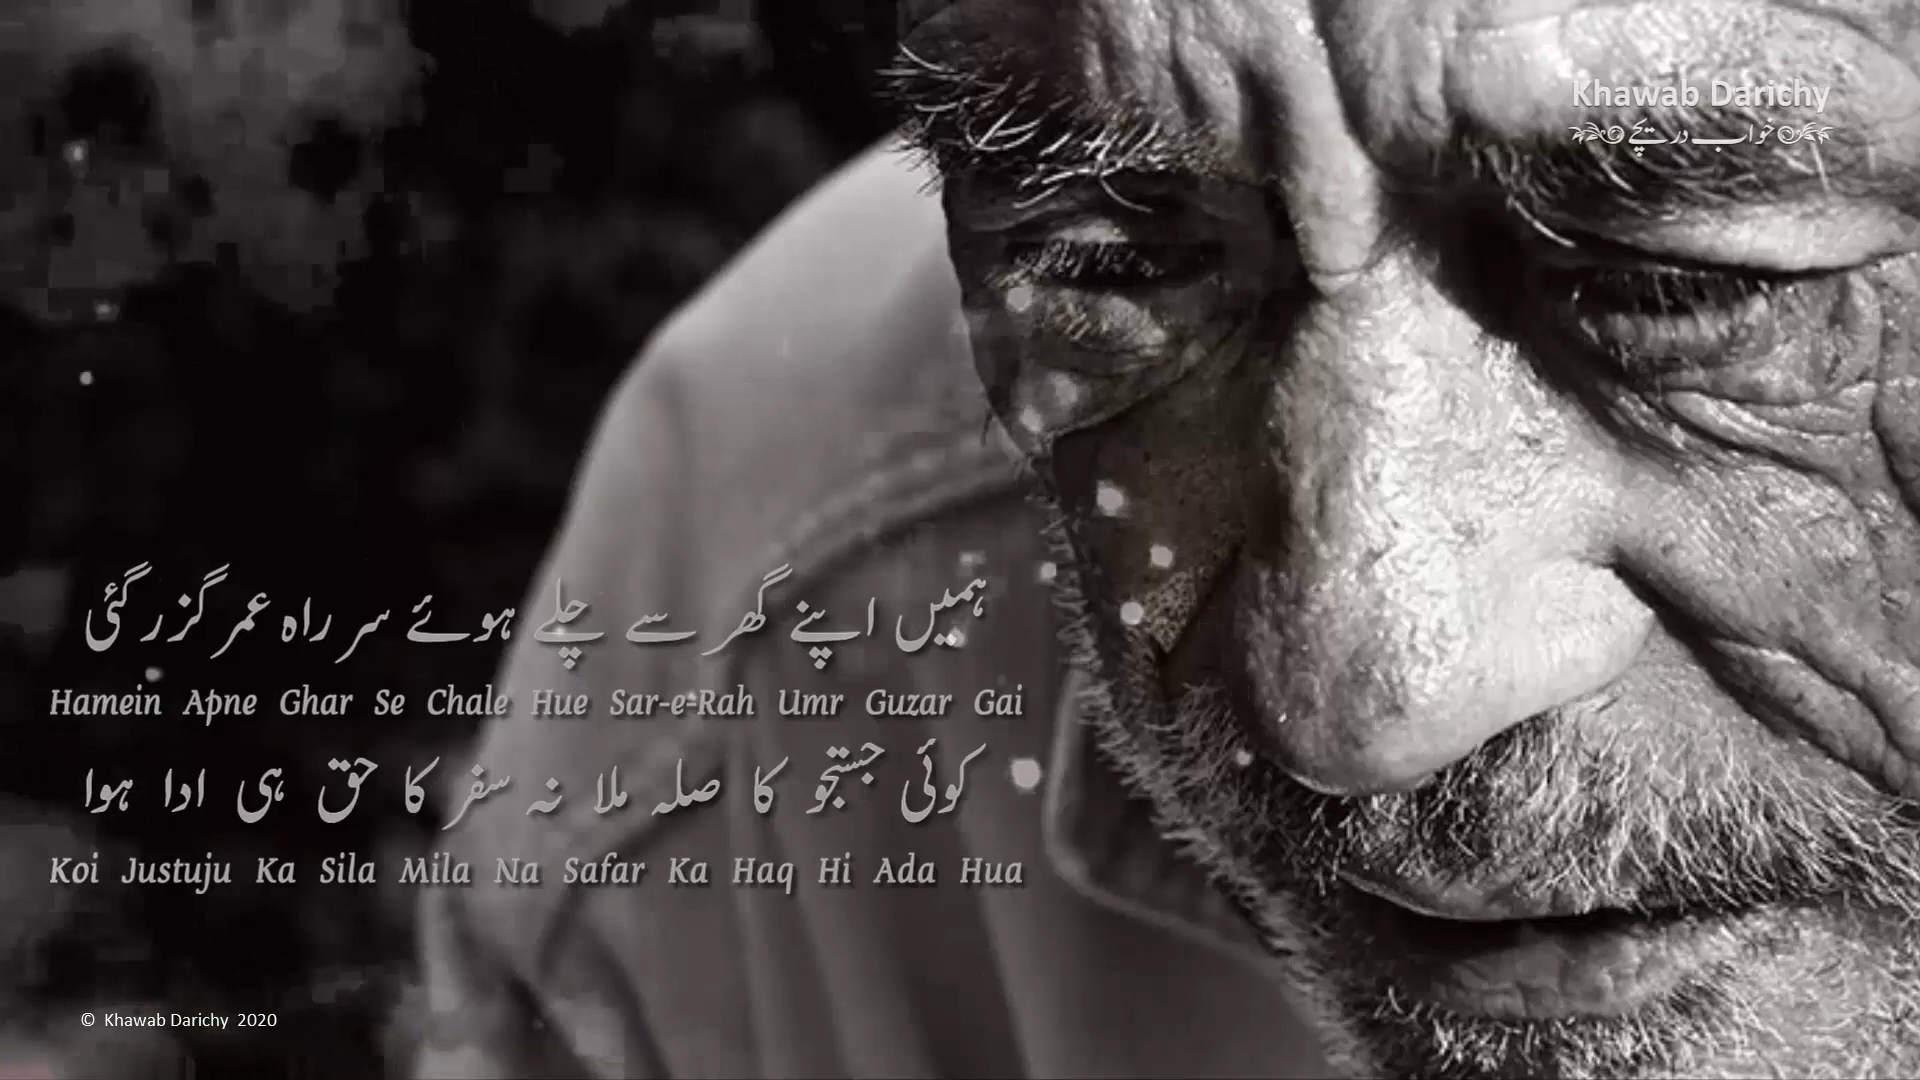 Khawab Darichy
خواب دریچے
ہمیں اپنے گھر سے چلے ہوئے سر راہ عمر گزر گئی
Hamein Apne Ghar Se Chale Hue Sar-e-Rah Umr Guzar Gai
کوئی جستجو کا صلہ ملا نہ سفر کا حق ہی ادا ہوا
Koi Justuju Ka Sila Mila Na Safar Ka Haq Hi Ada Hua
© Khawab Darichy 2020